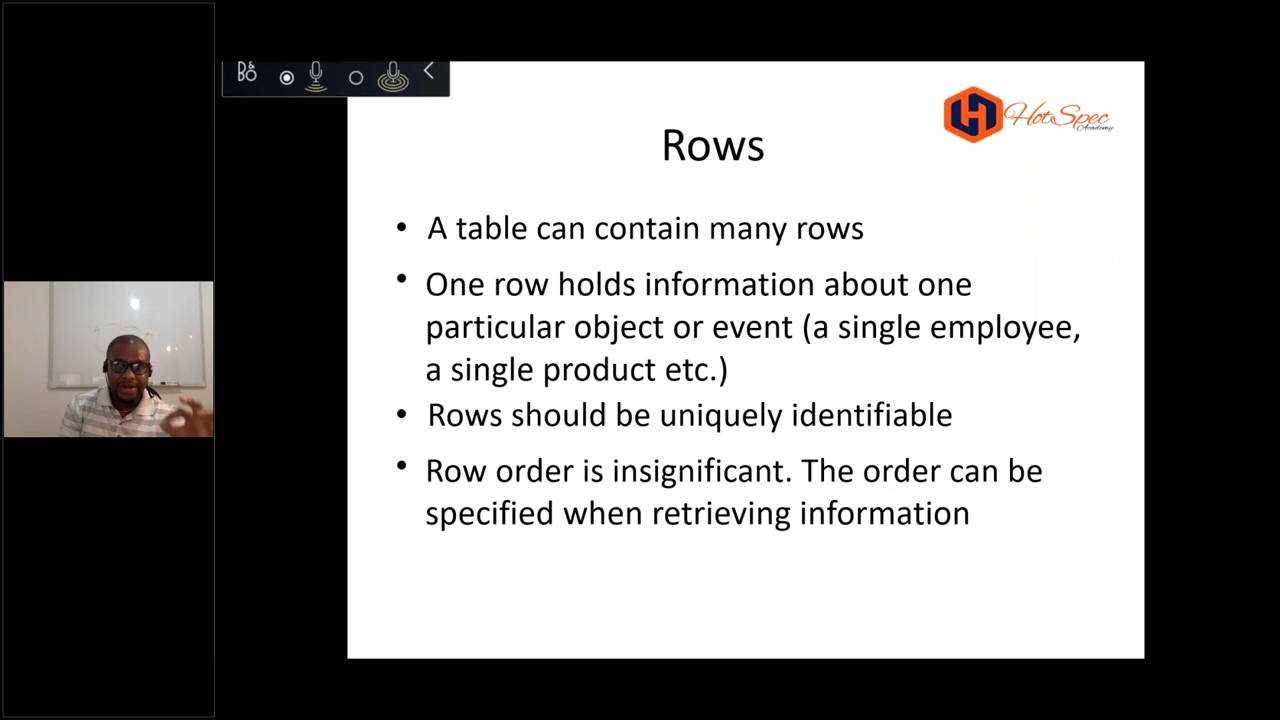 B&O
HotSpec
Academy
Rows
• A table can contain many rows
• One row holds information about one
particular object or event (a single employee,
a single product etc.)
• Rows should be uniquely identifiable
• Row order is insignificant. The order can be
specified when retrieving information